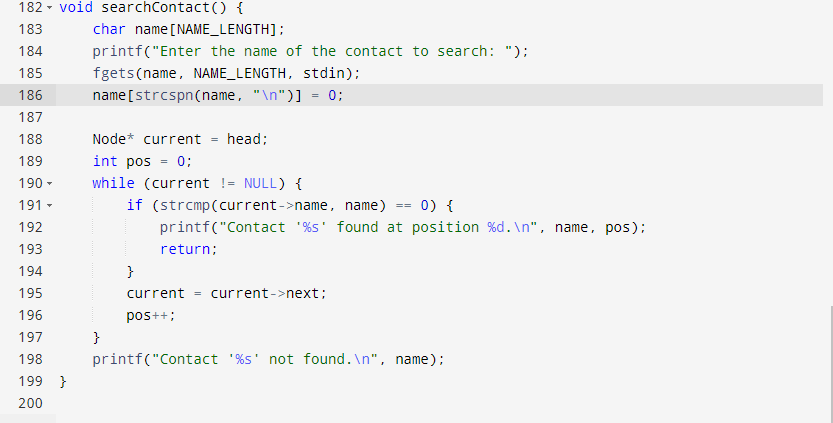 182 void searchContact() {
183     char name[NAME_LENGTH];
184     printf("Enter the name of the contact to search: ");
185     fgets(name, NAME_LENGTH, stdin);
186     name[strcspn(name, "\n")] = 0;
187
188     Node* current = head;
189     int pos = 0;
190     while (current != NULL) {
191         if (strcmp(current->name, name) == 0) {
192             printf("Contact '%s' found at position %d.\n", name, pos);
193             return;
194         }
195         current = current->next;
196         pos++;
197     }
198     printf("Contact '%s' not found.\n", name);
199 }
200